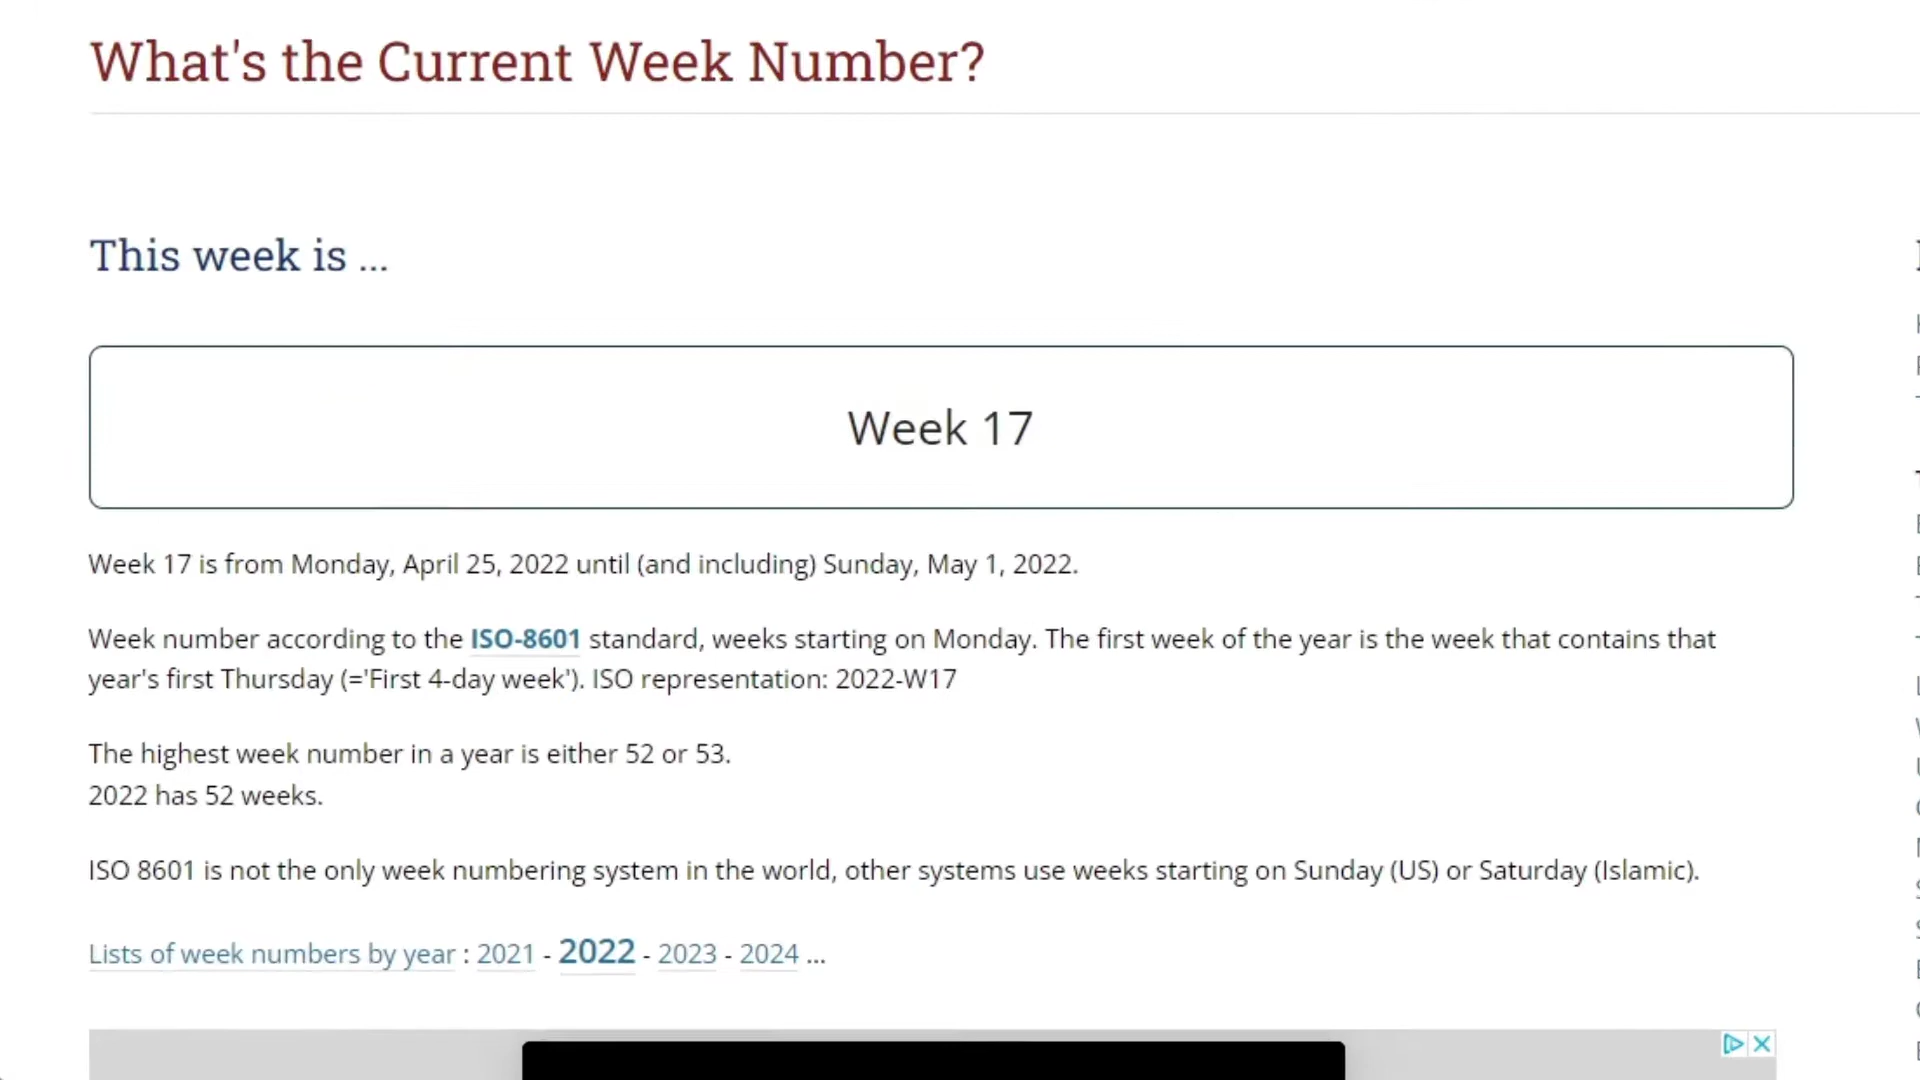 What's the Current Week Number?
This week is ...
Week 17
Week 17 is from Monday, April 25, 2022 until (and including) Sunday, May 1, 2022.
Week number according to the ISO-8601 standard, weeks starting on Monday. The first week of the year is the week that contains that
year's first Thursday (='First 4-day week'). ISO representation: 2022-W17
The highest week number in a year is either 52 or 53.
2022 has 52 weeks.
ISO 8601 is not the only week numbering system in the world, other systems use weeks starting on Sunday (US) or Saturday (Islamic).
Lists of week numbers by year : 2021 - 2022 - 2023 - 2024 ...